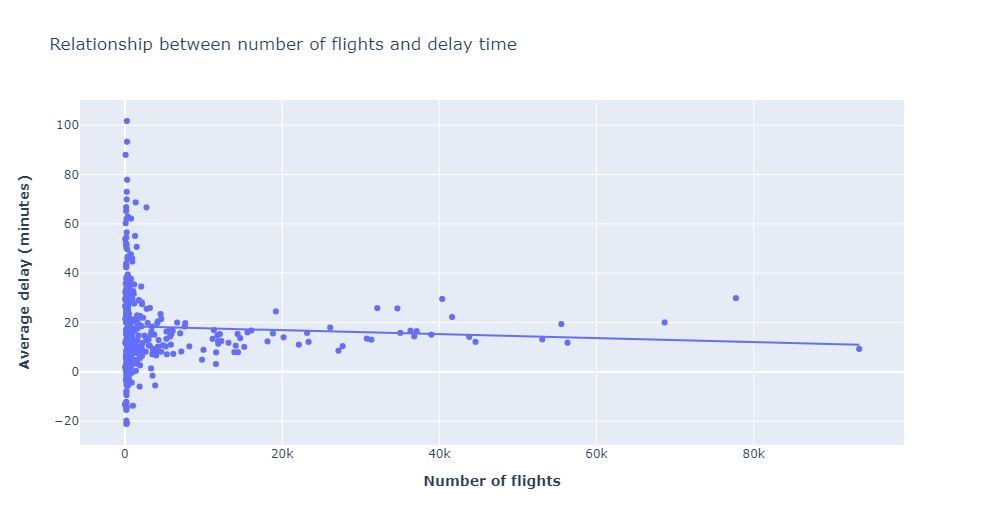 Relationship between number of flights and delay time
100
80
60
40
20
0
−20
Average delay (minutes)
0
20k
40k
60k
80k
Number of flights